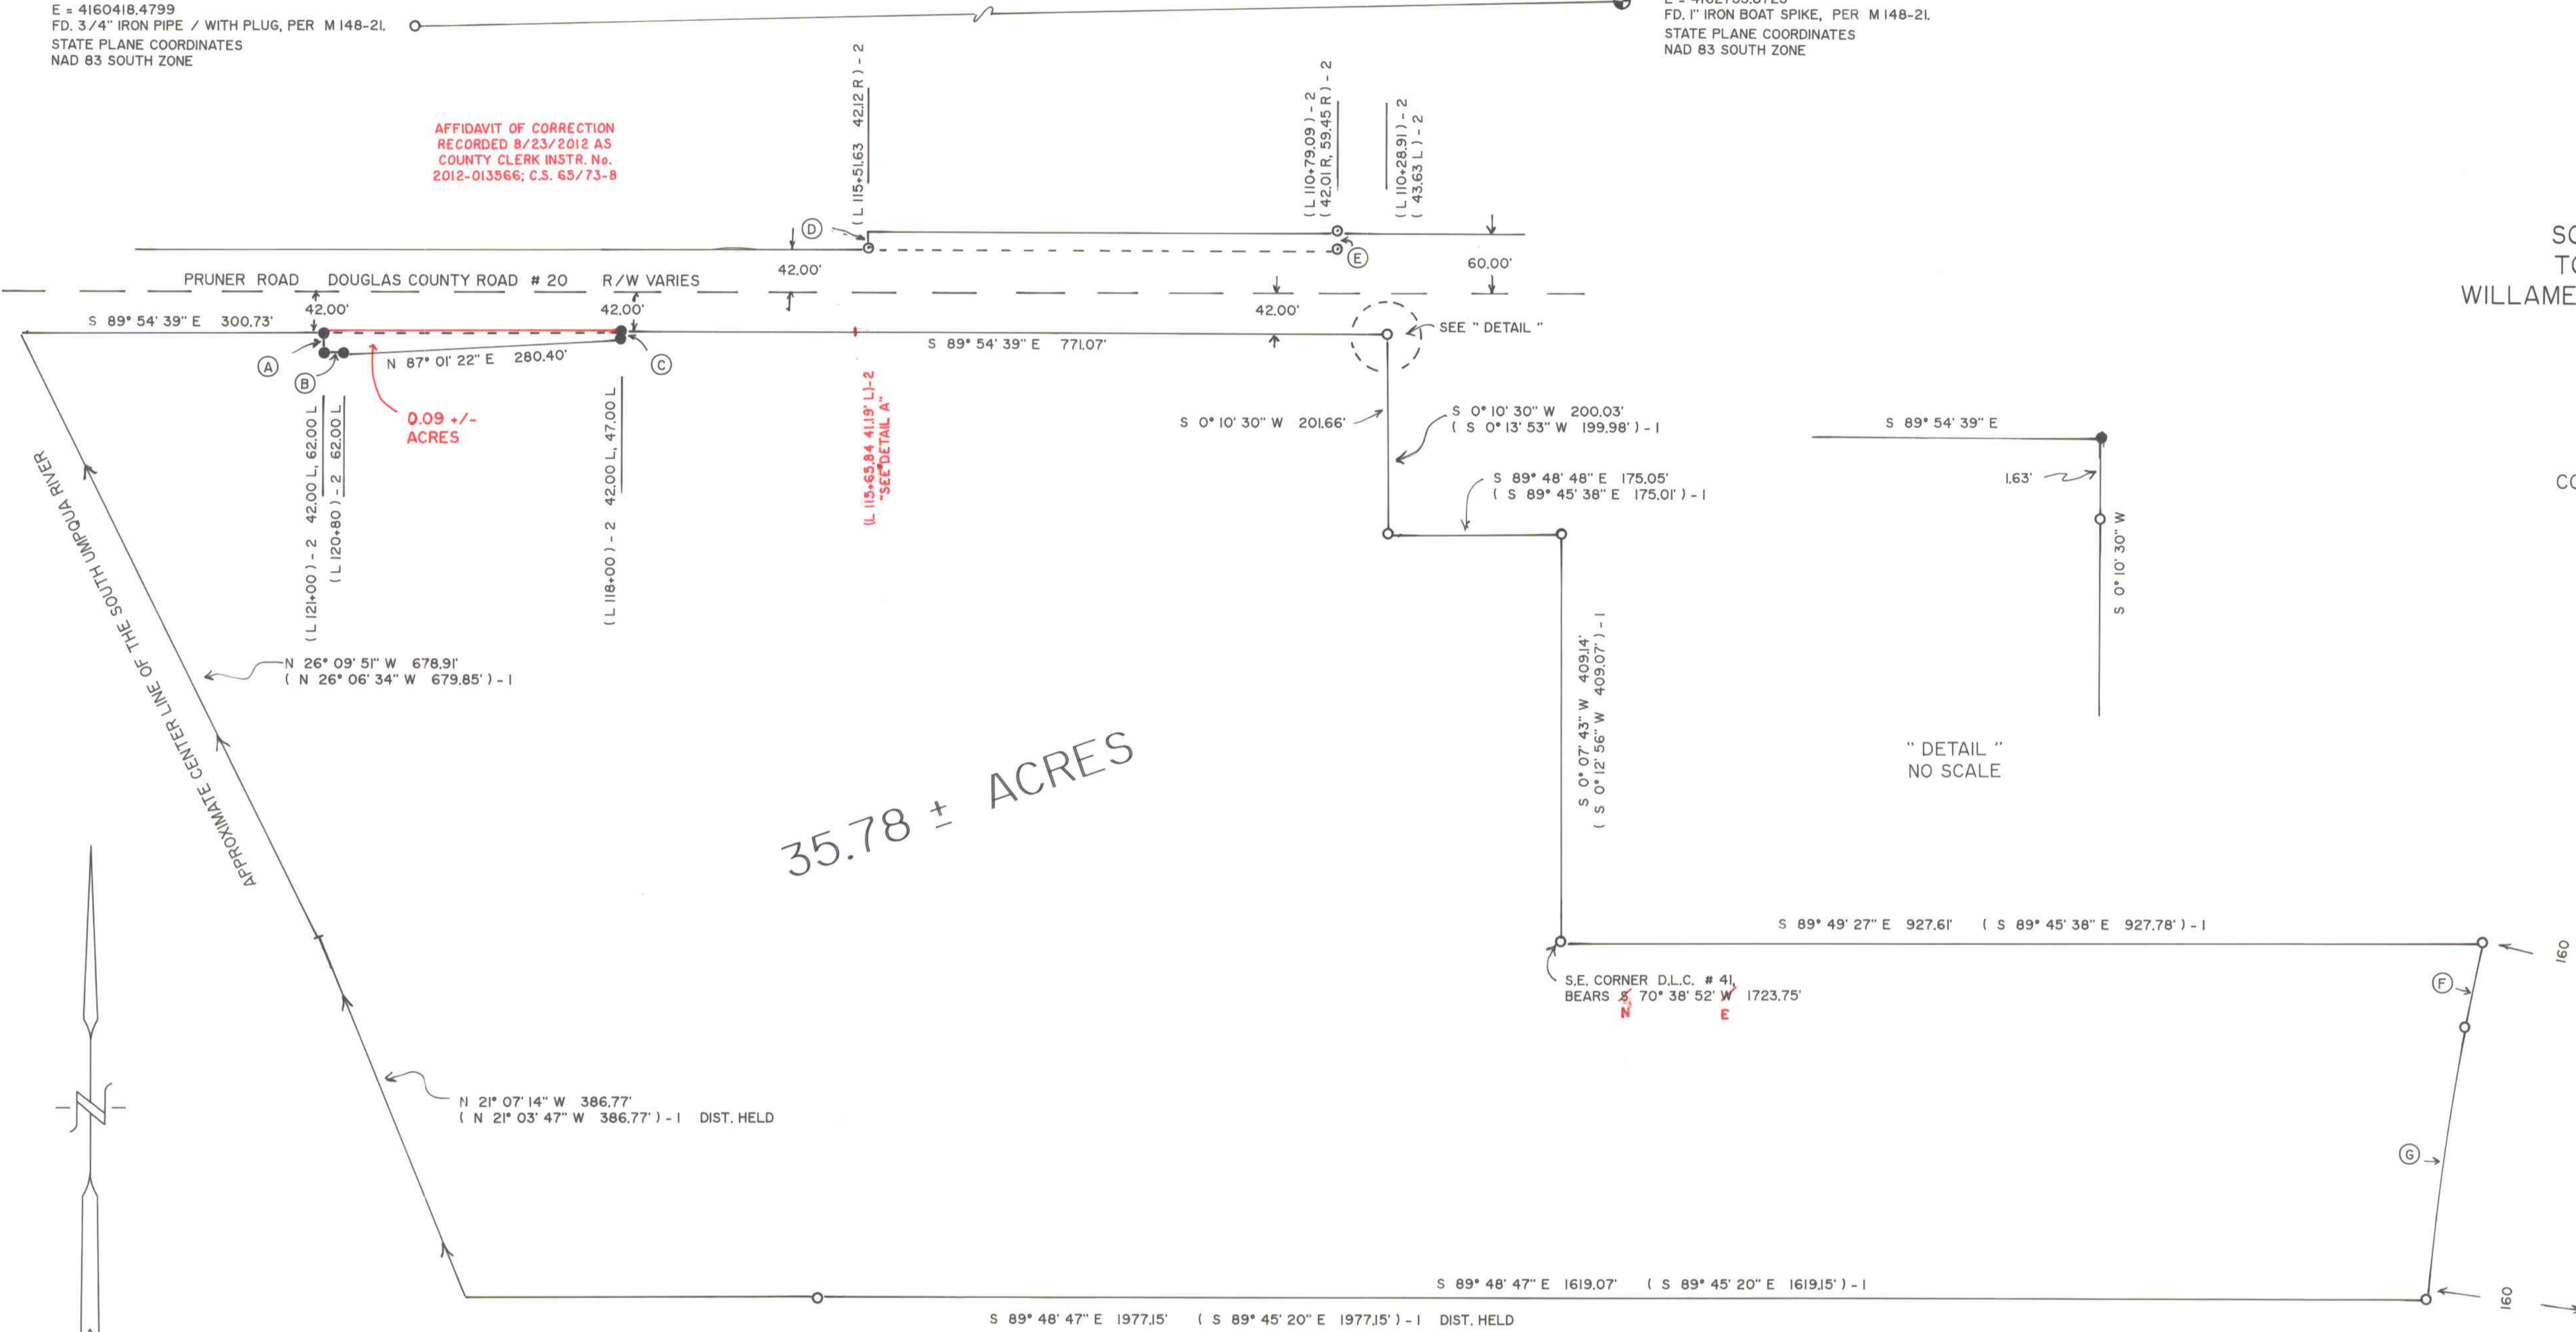 E = 4160418.4799
FD. 3/4" IRON PIPE / WITH PLUG, PER M 148-21.
STATE PLANE COORDINATES
NAD 83 SOUTH ZONE
FD. 1" IRON BOAT SPIKE, PER M 148-21.
STATE PLANE COORDINATES
NAD 83 SOUTH ZONE
AFFIDAVIT OF CORRECTION
RECORDED 8/23/2012 AS
COUNTY CLERK INSTR. No.
2012-013566; C.S. 65/73-B
( L 115+51.63 42.12 R ) - 2
( L 110+79.09 ) - 2
( 42.01 R, 59.45 R ) - 2
( L 110+28.91 ) - 2
( 43.63 L ) - 2
D
E
42.00'
60.00'
PRUNER ROAD DOUGLAS COUNTY ROAD # 20 R/W VARIES
WILLAME
S 89° 54' 39" E 300.73'
42.00'
42.00'
42.00'
SEE " DETAIL "
A
B
C
N 87° 01' 22" E 280.40'
S 89° 54' 39" E 771.07'
0.09 +/-
ACRES
( L 121+00 ) - 2 42.00 L, 62.00 L
( L 120+80 ) - 2 62.00 L
( L 118+00 ) - 2 42.00 L, 47.00 L
(L 115+65.84 41.19' L)-2
"SEE DETAIL A"
S 0° 10' 30" W 201.66'
S 0° 10' 30" W 200.03'
( S 0° 13' 53" W 199.98' ) - 1
S 89° 48' 48" E 175.05'
( S 89° 45' 38" E 175.01' ) - 1
S 89° 54' 39" E
1.63'
S 0° 10' 30" W
" DETAIL "
NO SCALE
APPROXIMATE CENTER LINE OF THE SOUTH UMPQUA RIVER
N 26° 09' 51" W 678.91'
( N 26° 06' 34" W 679.85' ) - 1
S 0° 07' 43" W 409.14'
( S 0° 12' 56" W 409.07' ) - 1
35.78 ± ACRES
S 89° 49' 27" E 927.61' ( S 89° 45' 38" E 927.78' ) - 1
S.E. CORNER D.L.C. # 41,
BEARS S 70° 38' 52' W 1723.75'
N E
160
F
G
N
N 21° 07' 14" W 386.77'
( N 21° 03' 47" W 386.77' ) - 1 DIST. HELD
S 89° 48' 47" E 1619.07' ( S 89° 45' 20" E 1619.15' ) - 1
160
S 89° 48' 47" E 1977.15' ( S 89° 45' 20" E 1977.15' ) - 1 DIST. HELD